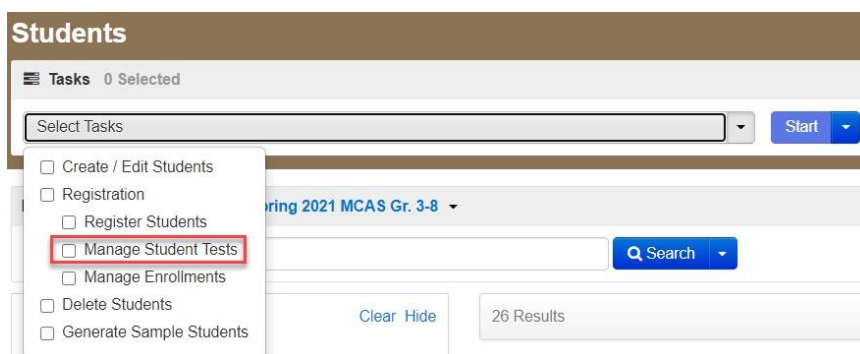 Students
Tasks 0 Selected
Select Tasks
Start
Create / Edit Students
Registration
Register Students
Manage Student Tests
Manage Enrollments
Delete Students
Generate Sample Students
ring 2021 MCAS Gr. 3-8
Search
Clear Hide
26 Results